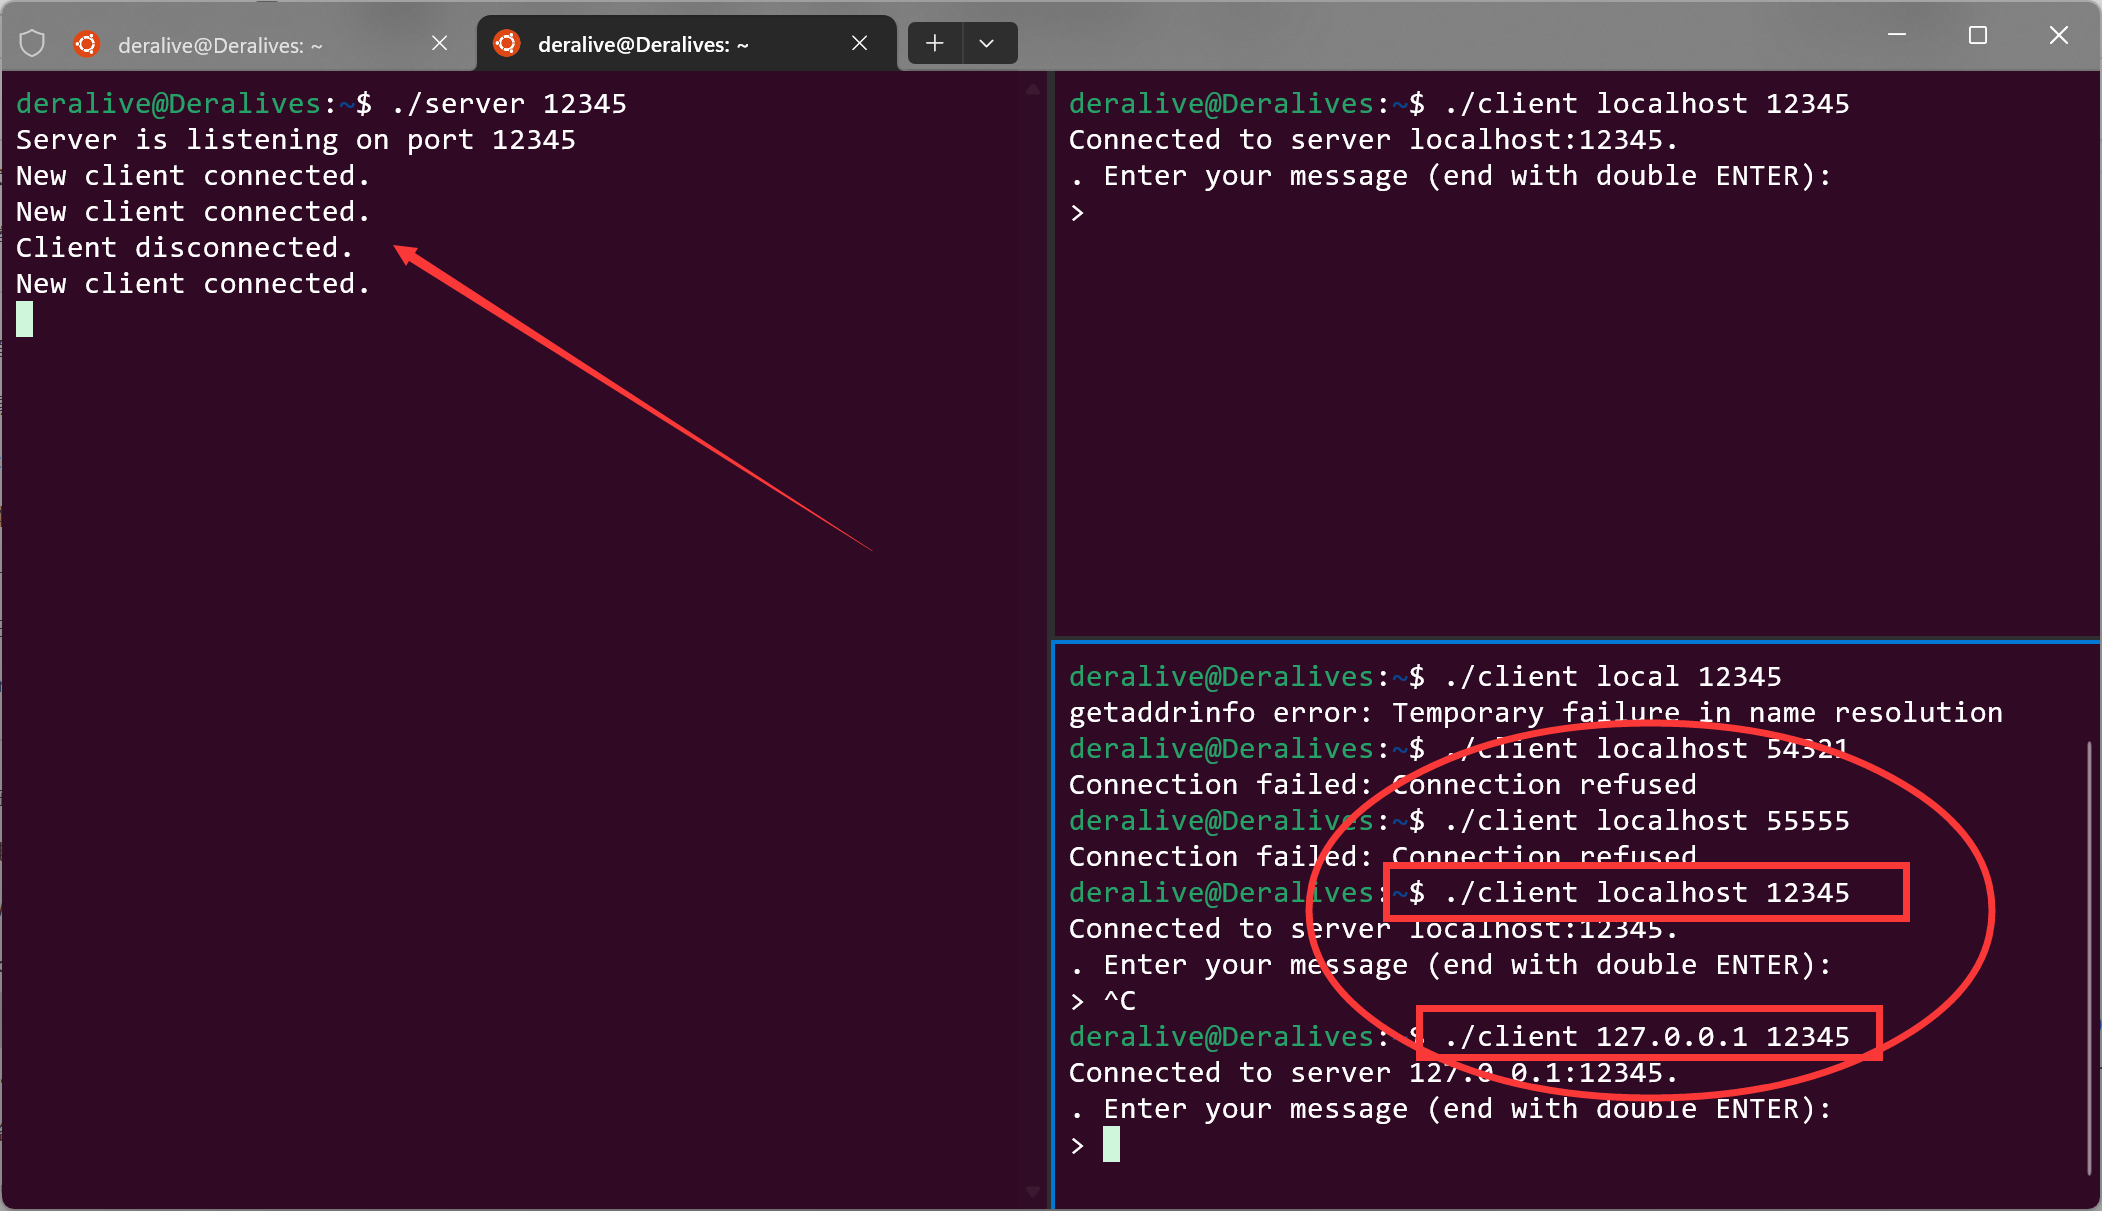 deralive@Deralives: ~
deralive@Deralives: ~
deralive@Deralives:~$ ./server 12345
Server is listening on port 12345
New client connected.
New client connected.
Client disconnected.
New client connected.
deralive@Deralives:~$ ./client localhost 12345
Connected to server localhost:12345.
. Enter your message (end with double ENTER):
>
deralive@Deralives:~$ ./client local 12345
getaddrinfo error: Temporary failure in name resolution
deralive@Deralives:~$ ./client localhost 54321
Connection failed: Connection refused
deralive@Deralives:~$ ./client localhost 55555
Connection failed: Connection refused
deralive@Deralives:~$ ./client localhost 12345
Connected to server localhost:12345.
. Enter your message (end with double ENTER):
> ^C
deralive@Deralives:~$ ./client 127.0.0.1 12345
Connected to server 127.0.0.1:12345.
. Enter your message (end with double ENTER):
>